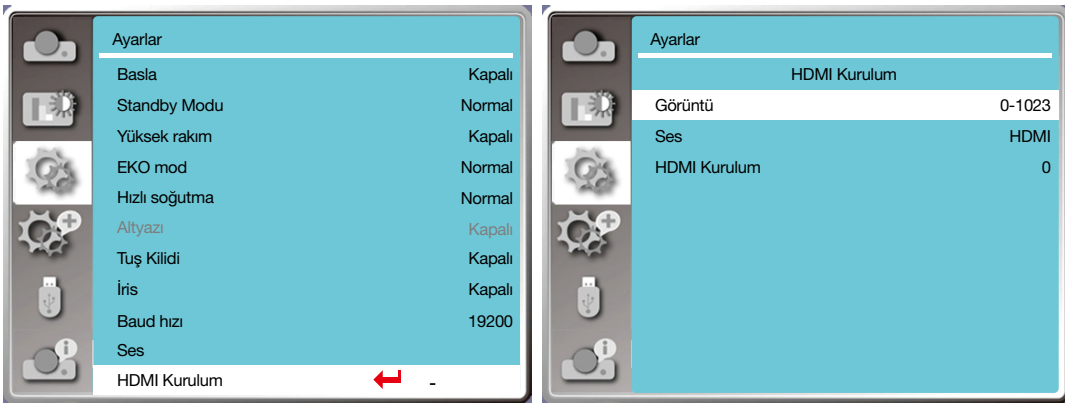 Ayarlar
Basla Kapalı
Standby Modu Normal
Yüksek rakım Kapalı
EKO mod Normal
Hızlı soğutma Normal
Altyazı Kapalı
Tuş Kilidi Kapalı
İris Kapalı
Baud hızı 19200
Ses
HDMI Kurulum -
Ayarlar
HDMI Kurulum
Görüntü 0-1023
Ses HDMI
HDMI Kurulum 0